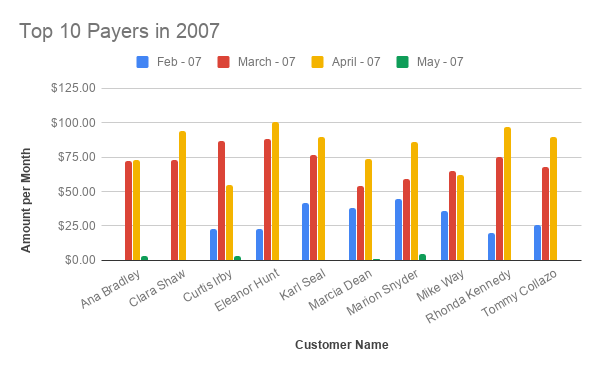 Top 10 Payers in 2007
Feb - 07 March - 07 April - 07 May - 07
$125.00
$100.00
$75.00
$50.00
$25.00
$0.00
Amount per Month
Ana Bradley
Clara Shaw
Curtis Irby
Eleanor Hunt
Karl Seal
Marcia Dean
Marion Snyder
Mike Way
Rhonda Kennedy
Tommy Collazo
Customer Name